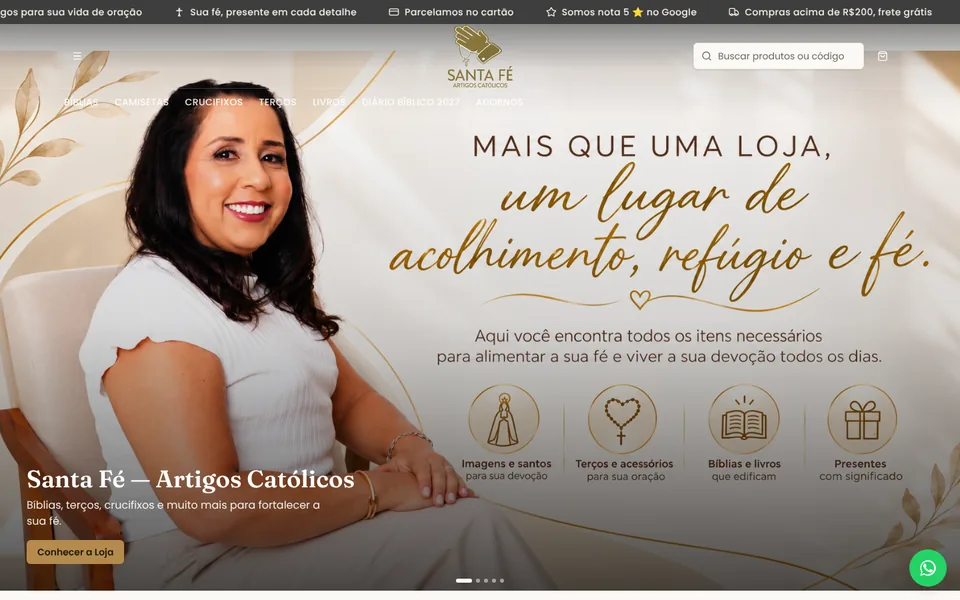 gos para sua vida de oração
Sua fé, presente em cada detalhe
Parcelamos no cartão
Somos nota 5 ⭐ no Google
Compras acima de R$200, frete grátis
SANTA FÉ
ARTIGOS CATÓLICOS
Buscar produtos ou código
BÍBLIAS
CAMISETAS
CRUCIFIXOS
TERÇOS
LIVROS
DIÁRIO BÍBLICO 2027
ADORNOS
MAIS QUE UMA LOJA,
um lugar de
acolhimento, refúgio e fé.
Aqui você encontra todos os itens necessários
para alimentar a sua fé e viver a sua devoção todos os dias.
Imagens e santos
para sua devoção
Terços e acessórios
para sua oração
Bíblias e livros
que edificam
Presentes
com significado
Santa Fé — Artigos Católicos
Bíblias, terços, crucifixos e muito mais para fortalecer a
sua fé.
Conhecer a Loja